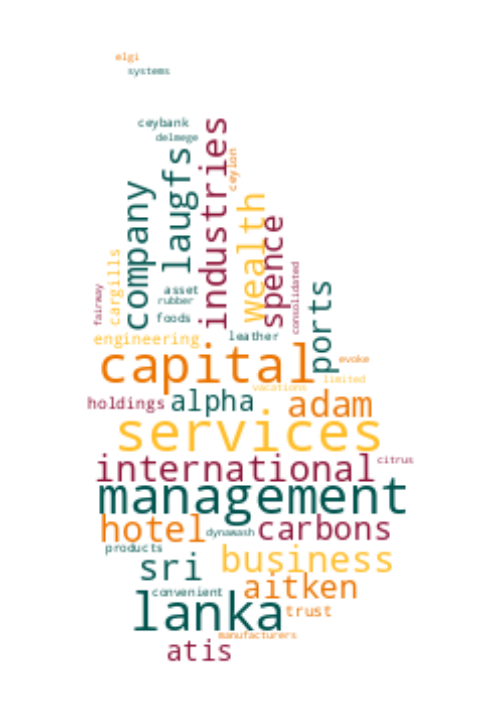 elgi
systems
ceybank
delmege
industries
laugfs
company
ceylon
wealth
spence
cargills
fairway
asset
rubber
foods
consolidated
ports
engineering
leather
capital
evoke
limited
vacations
holdings
alpha
adam
services
international
citrus
management
hotel
dynawash
carbons
products
business
sri
aitken
convenient
lanka
trust
manufacturers
atis